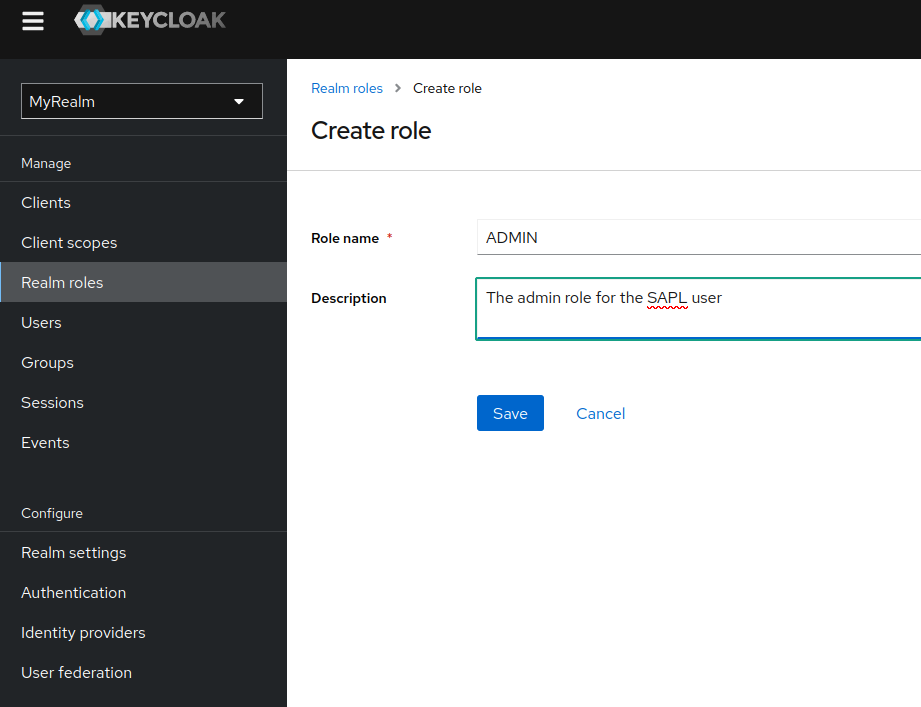 KEYCLOAK
MyRealm
Manage
Clients
Client scopes
Realm roles
Users
Groups
Sessions
Events
Configure
Realm settings
Authentication
Identity providers
User federation
Realm roles > Create role
Create role
Role name *
ADMIN
Description
The admin role for the SAPL user
Save
Cancel